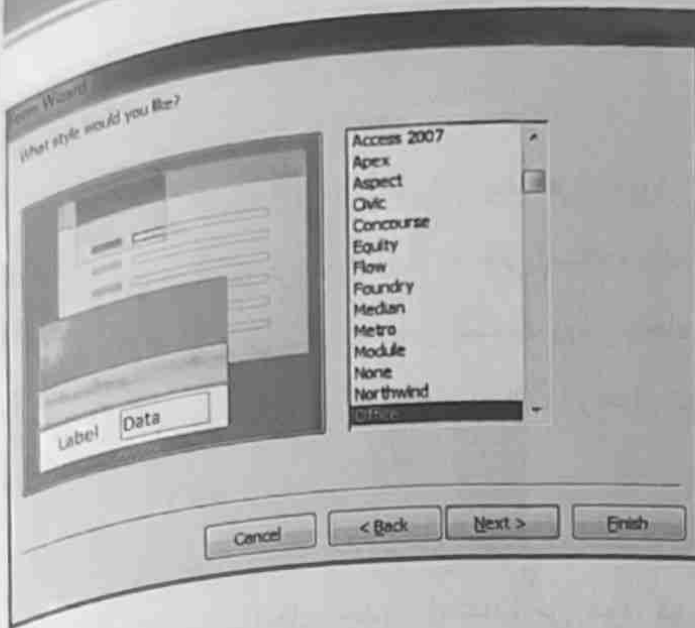 Form Wizard
What style would you like?
Access 2007
Apex
Aspect
Civic
Concourse
Equity
Flow
Foundry
Median
Metro
Module
None
Northwind
Office
Label
Data
Cancel
< Back
Next >
Finish